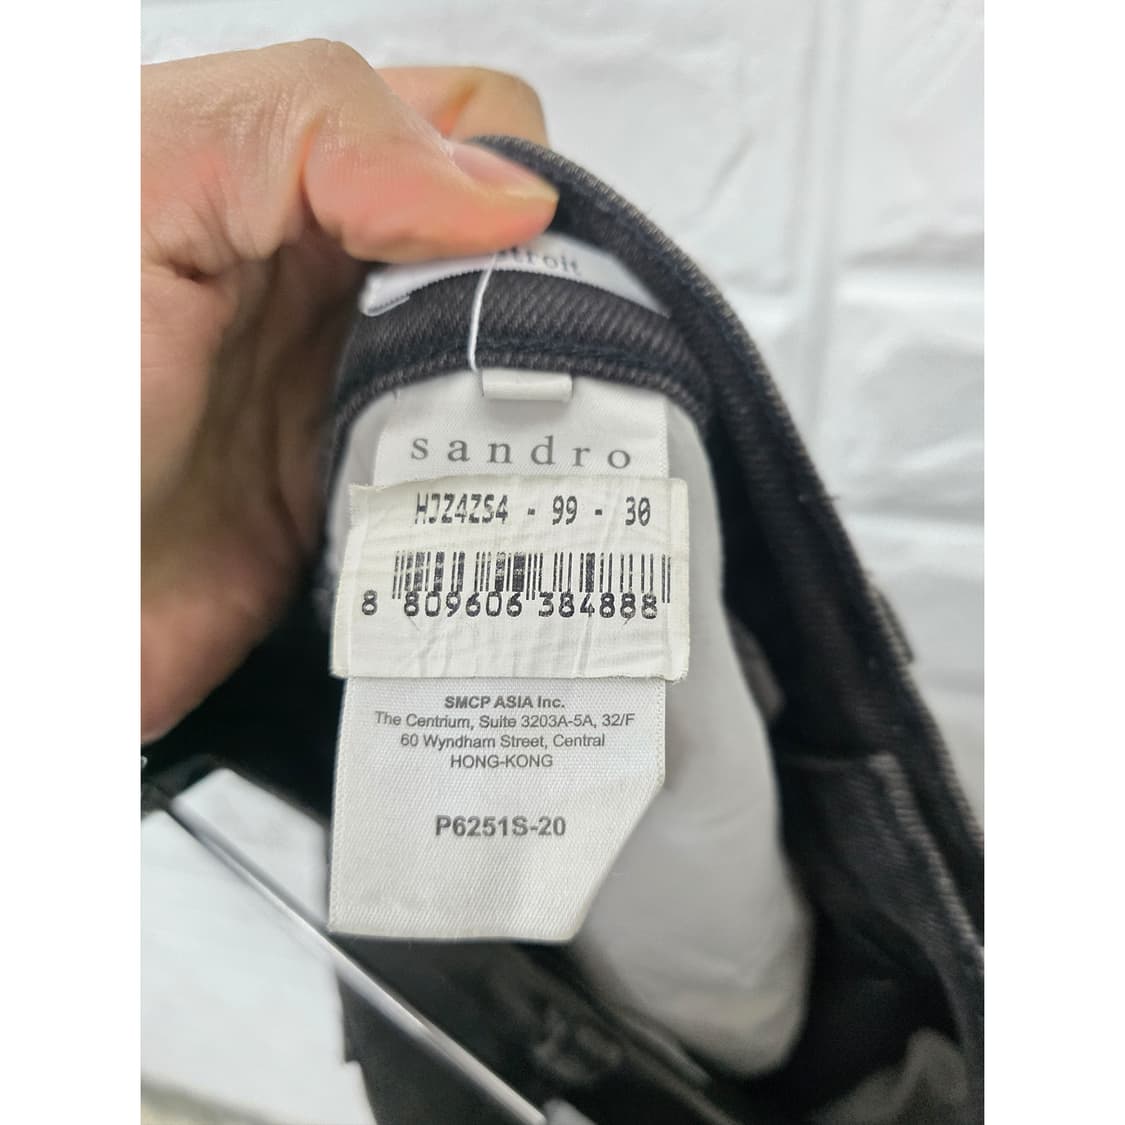 sandro
HJZ4ZS4 - 99 - 30
8 809606 384888
SMCP ASIA Inc.
The Centrium, Suite 3203A-5A, 32/F
60 Wyndham Street, Central
HONG-KONG
P6251S-20